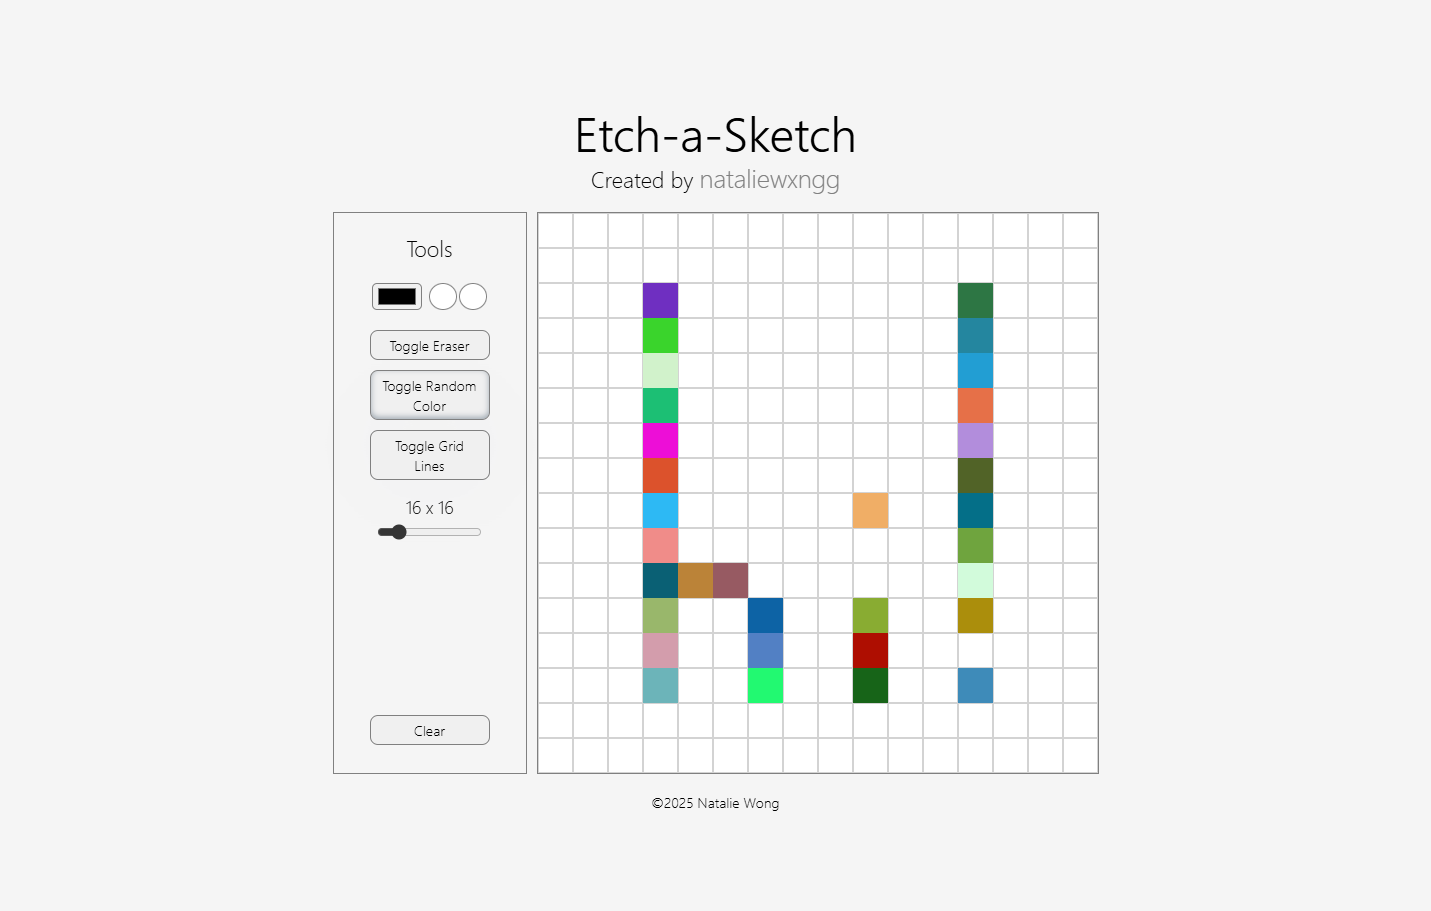 Etch-a-Sketch
Created by nataliewxngg
Tools
Toggle Eraser
Toggle Random
Color
Toggle Grid
Lines
16 x 16
Clear
©2025 Natalie Wong